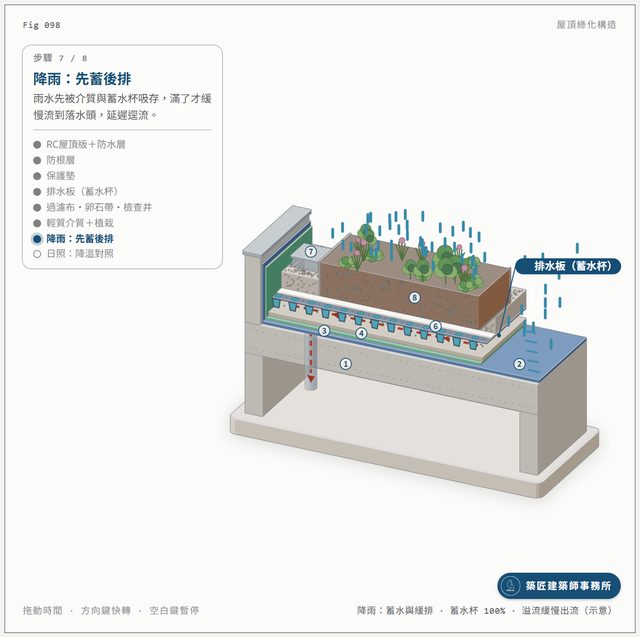 Fig 098
屋頂綠化構造
步驟 7 / 8
降雨：先蓄後排
雨水先被介質與蓄水杯吸存，滿了才緩
慢流到落水頭，延遲逕流。
RC屋頂版＋防水層
防根層
保護墊
排水板（蓄水杯）
過濾布・卵石帶・檢查井
輕質介質＋植栽
降雨：先蓄後排
日照：降溫對照
7
排水板（蓄水杯）
8
6
3
4
1
2
築匠建築師事務所
拖動時間 · 方向鍵快轉 · 空白鍵暫停
降雨：蓄水與緩排 · 蓄水杯 100% · 溢流緩慢出流（示意）